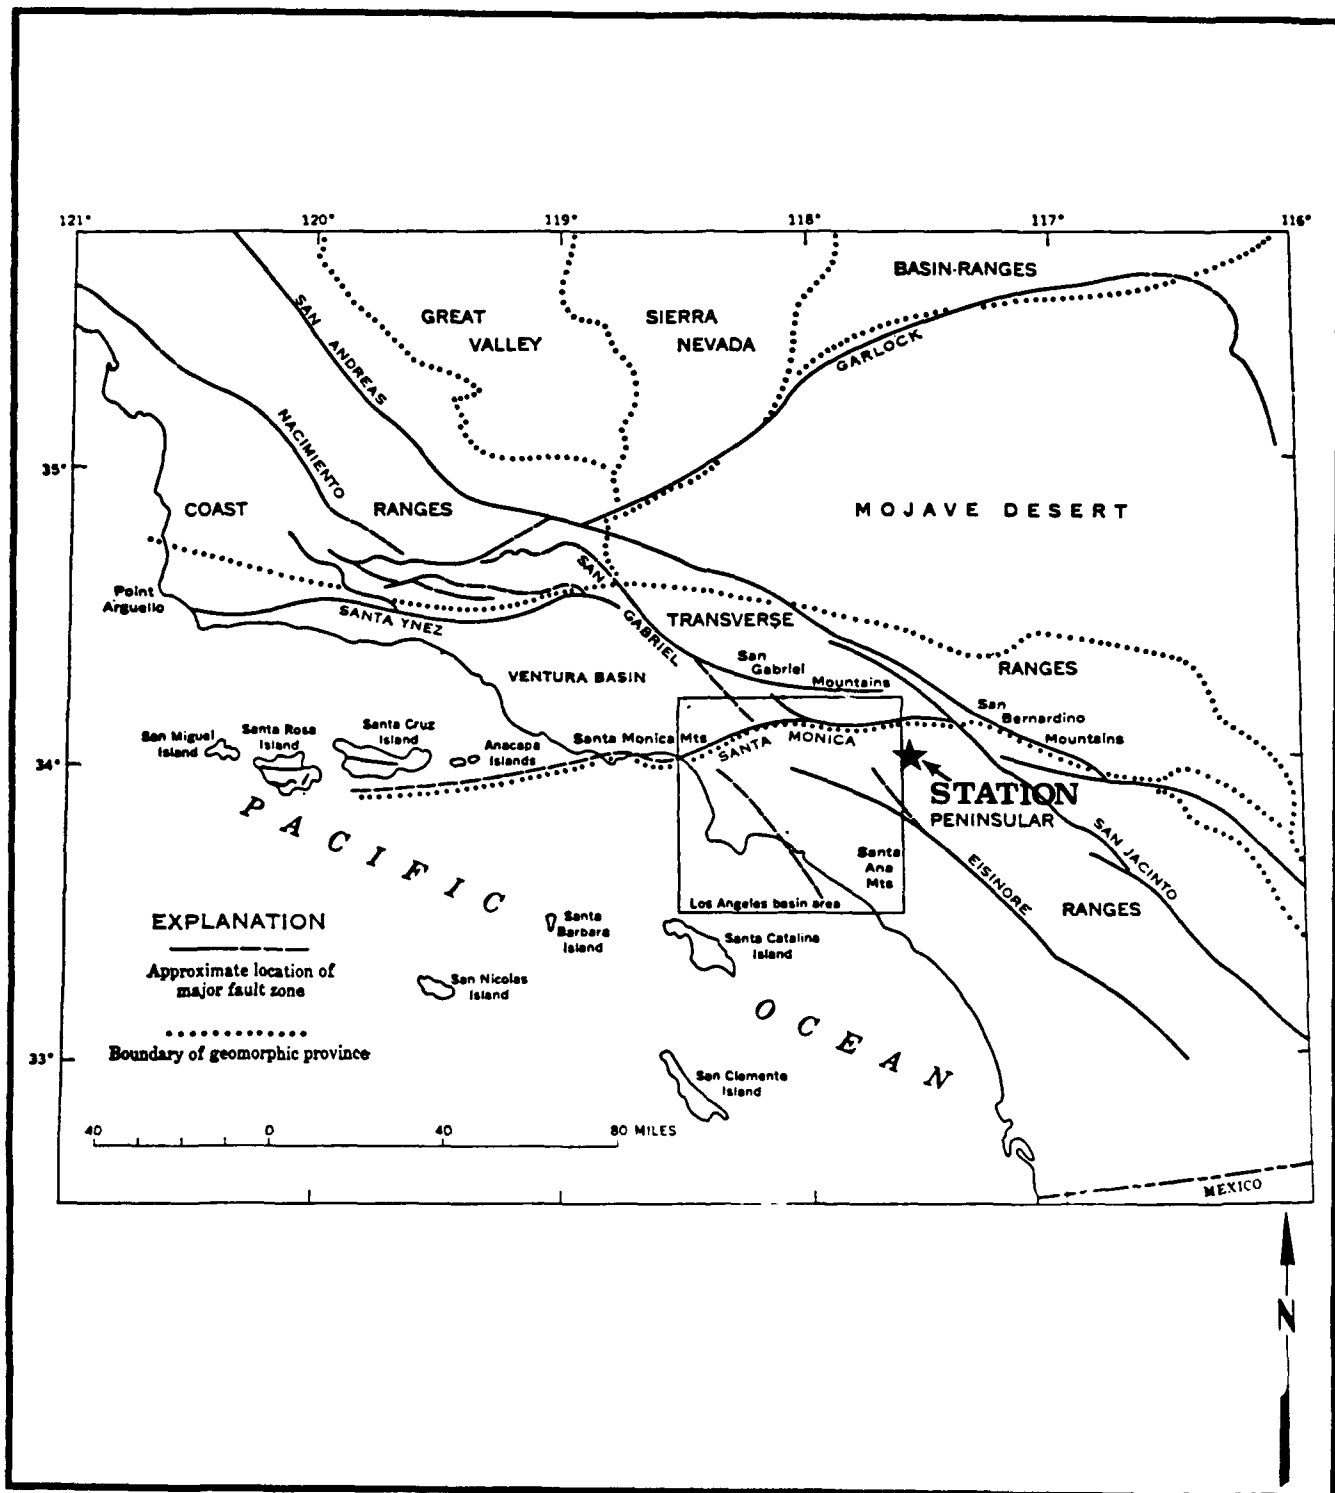 121° 120° 119° 118° 117° 116°
BASIN-RANGES
GREAT
VALLEY
SIERRA
NEVADA
SAN
ANDREAS
GARLOCK
NACIMIENTO
35°
COAST
RANGES
MOJAVE DESERT
Point
Arguello
SANTA YNEZ
SAN
GABRIEL
TRANSVERSE
RANGES
San
Gabriel
Mountains
VENTURA BASIN
San
Bernardino
Mountains
San Miguel
Island
Santa Rosa
Island
Santa Cruz
Island
Anacapa
Islands
Santa Monica Mts
SANTA MONICA
34°
STATION
PENINSULAR
RANGES
SAN JACINTO
EISINORE
Santa
Ana
Mts
Los Angeles basin area
PACIFIC
OCEAN
Santa
Barbara
Island
Santa Catalina
Island
San Nicolas
Island
San Clemente
Island
EXPLANATION
Approximate location of
major fault zone
Boundary of geomorphic province
33°
40 0 40 80 MILES
MEXICO
N